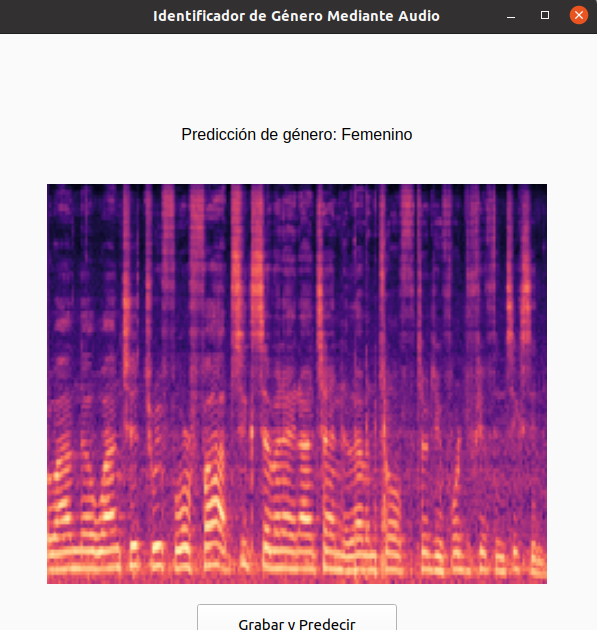 Identificador de Género Mediante Audio
Predicción de género: Femenino
Grabar y Predecir